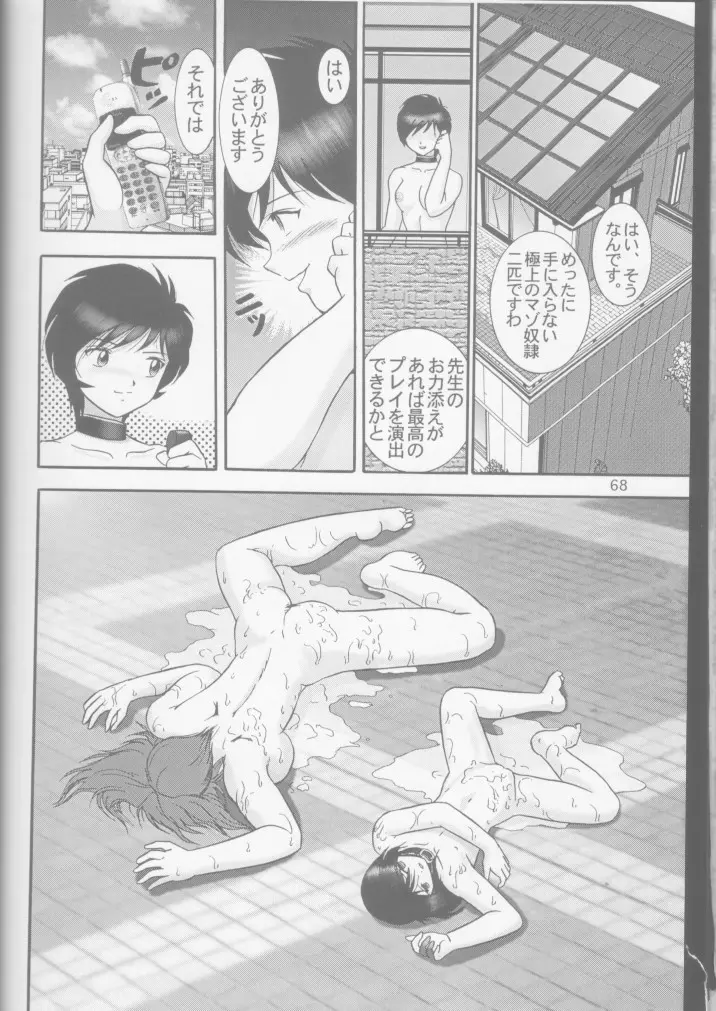 はい、そう
なんです。
めったに
手に入らない
極上のマゾ奴隷
二匹ですわ
先生の
お力添えが
あれば最高の
プレイを演出
できるかと
はい
ありがとう
ございます
ニッ
ピッ
それでは
68